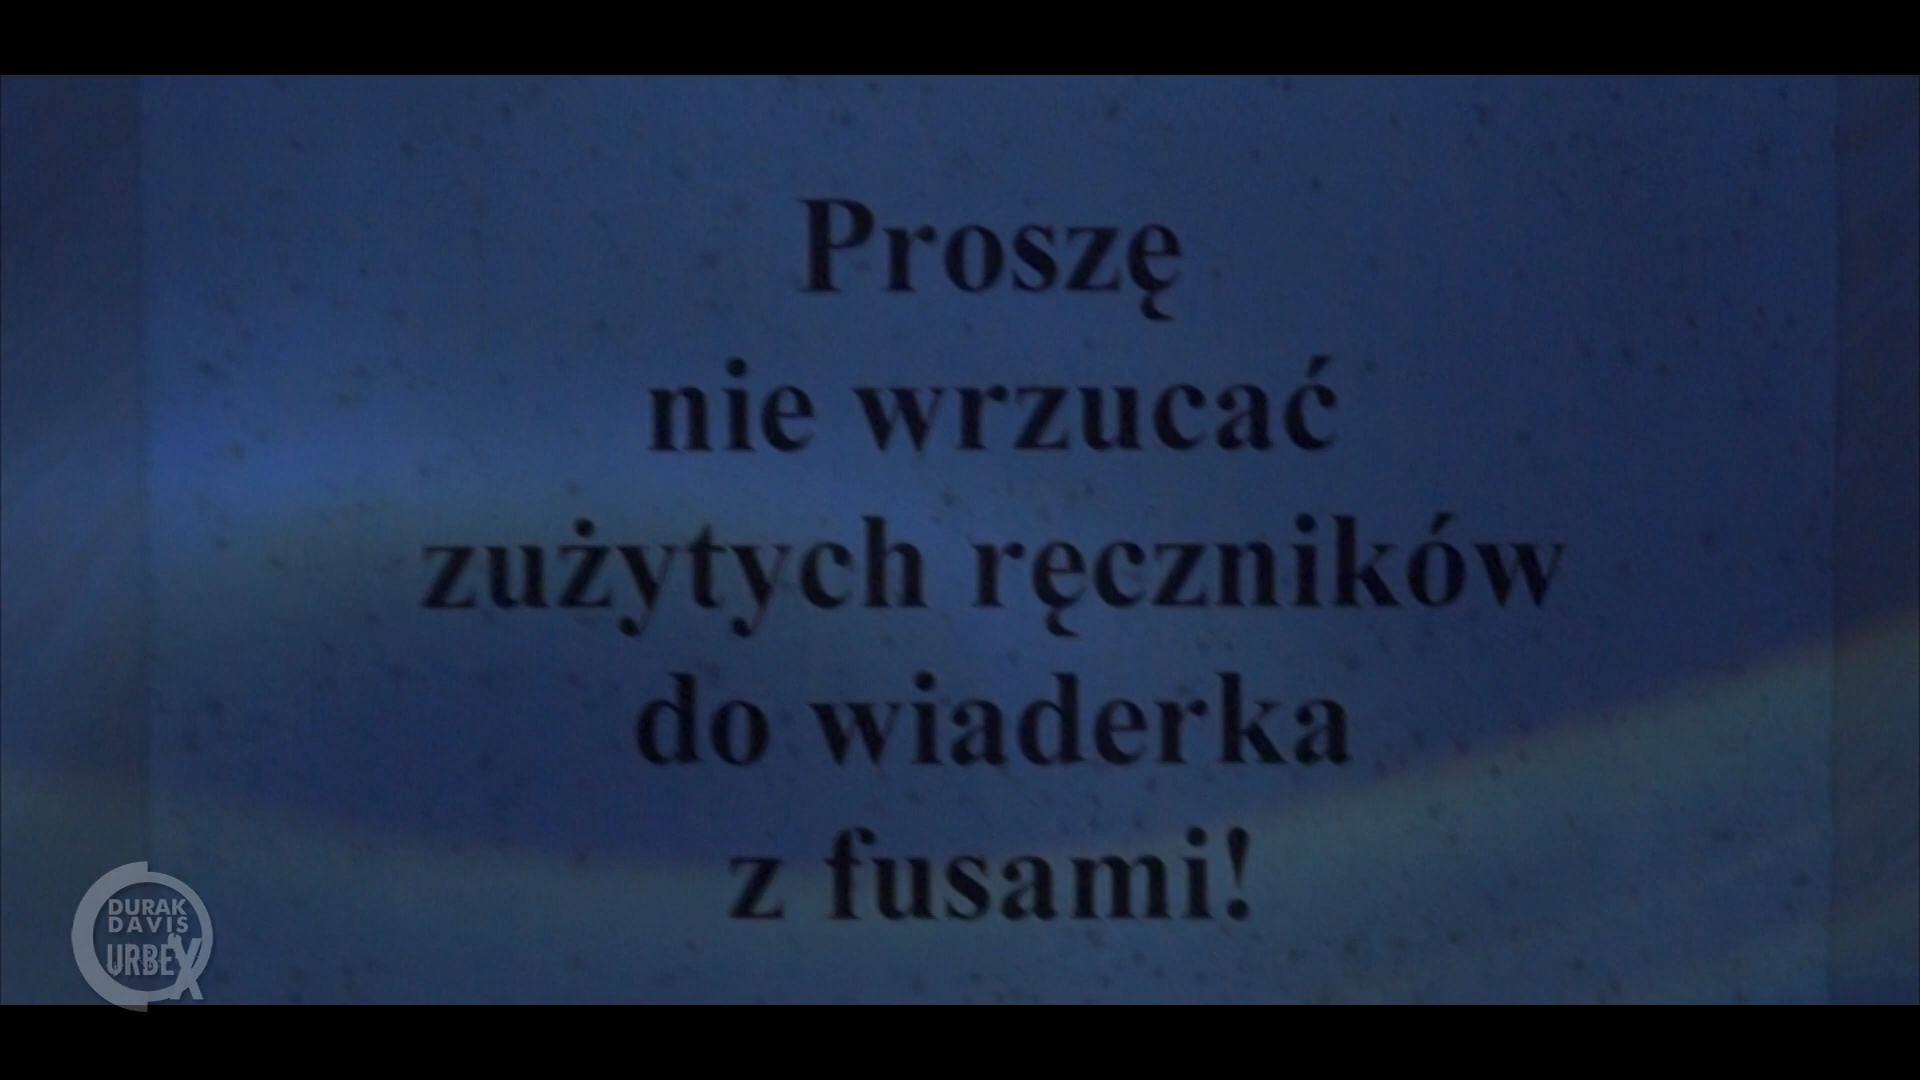 Proszę
nie wrzucać
zużytych ręczników
do wiaderka
z fusami!
DURAK
DAVIS
URBEX